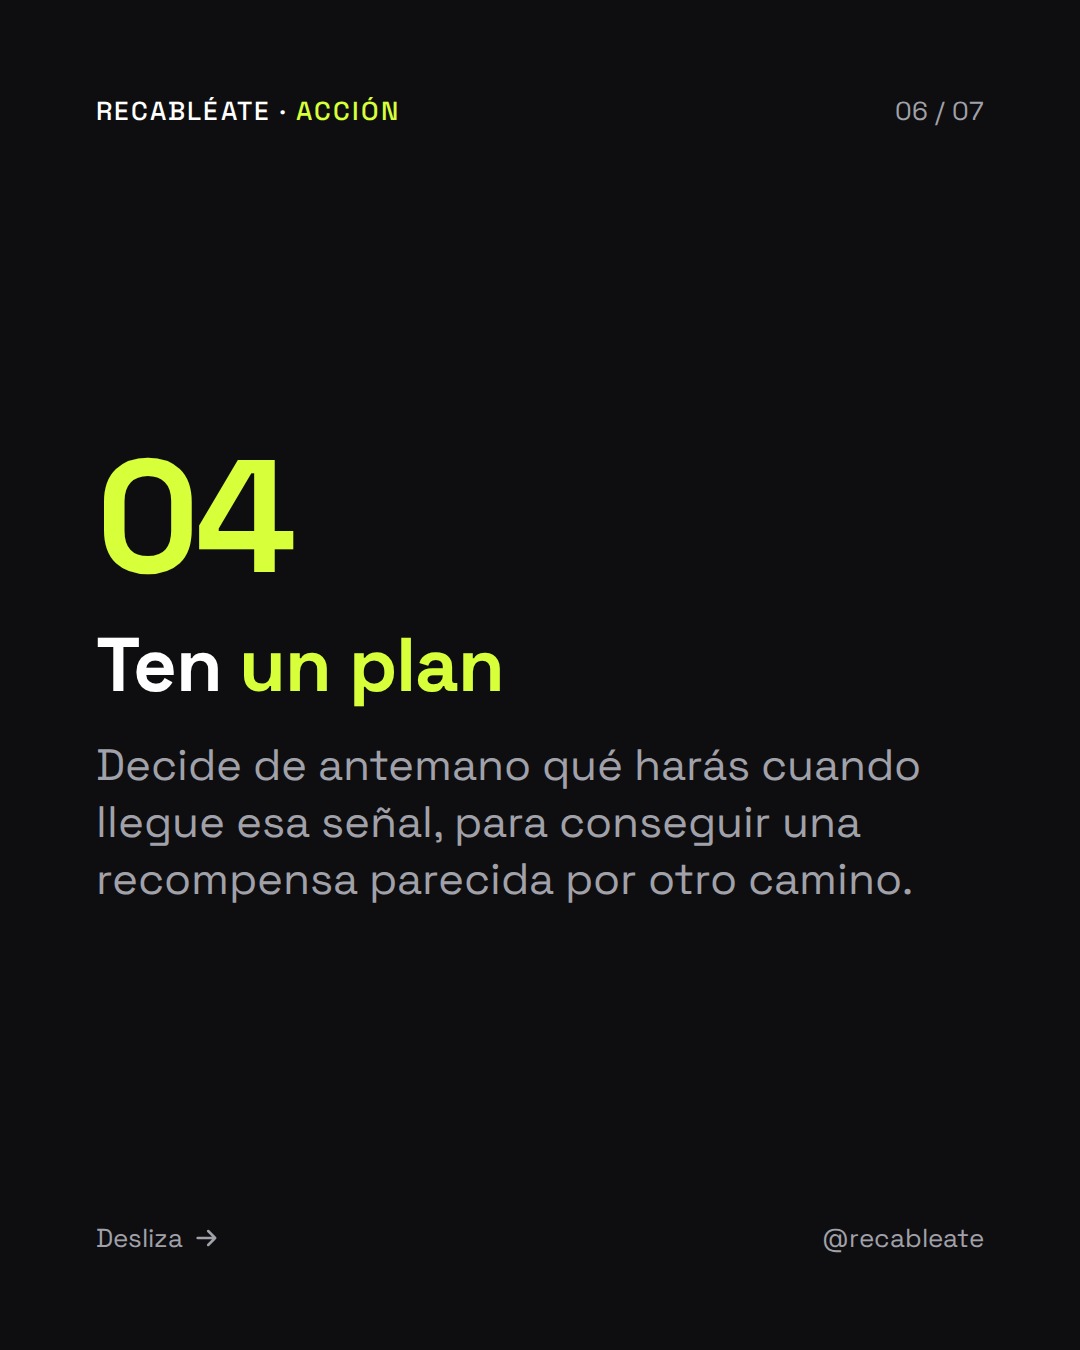 RECABLÉATE · ACCIÓN
06 / 07
04
Ten un plan
Decide de antemano qué harás cuando
llegue esa señal, para conseguir una
recompensa parecida por otro camino.
Desliza →
@recableate